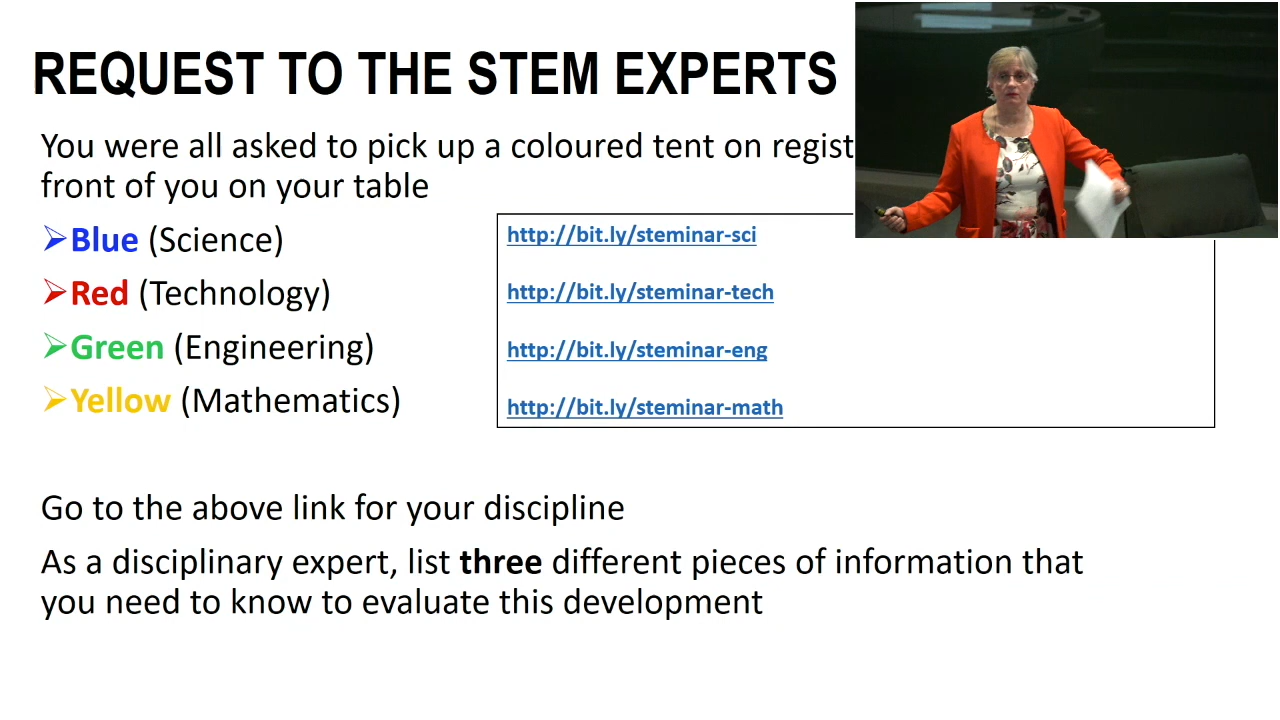 REQUEST TO THE STEM EXPERTS
You were all asked to pick up a coloured tent on regist
front of you on your table
➢Blue (Science)
http://bit.ly/steminar-sci
➢Red (Technology)
http://bit.ly/steminar-tech
➢Green (Engineering)
http://bit.ly/steminar-eng
➢Yellow (Mathematics)
http://bit.ly/steminar-math
Go to the above link for your discipline
As a disciplinary expert, list three different pieces of information that
you need to know to evaluate this development